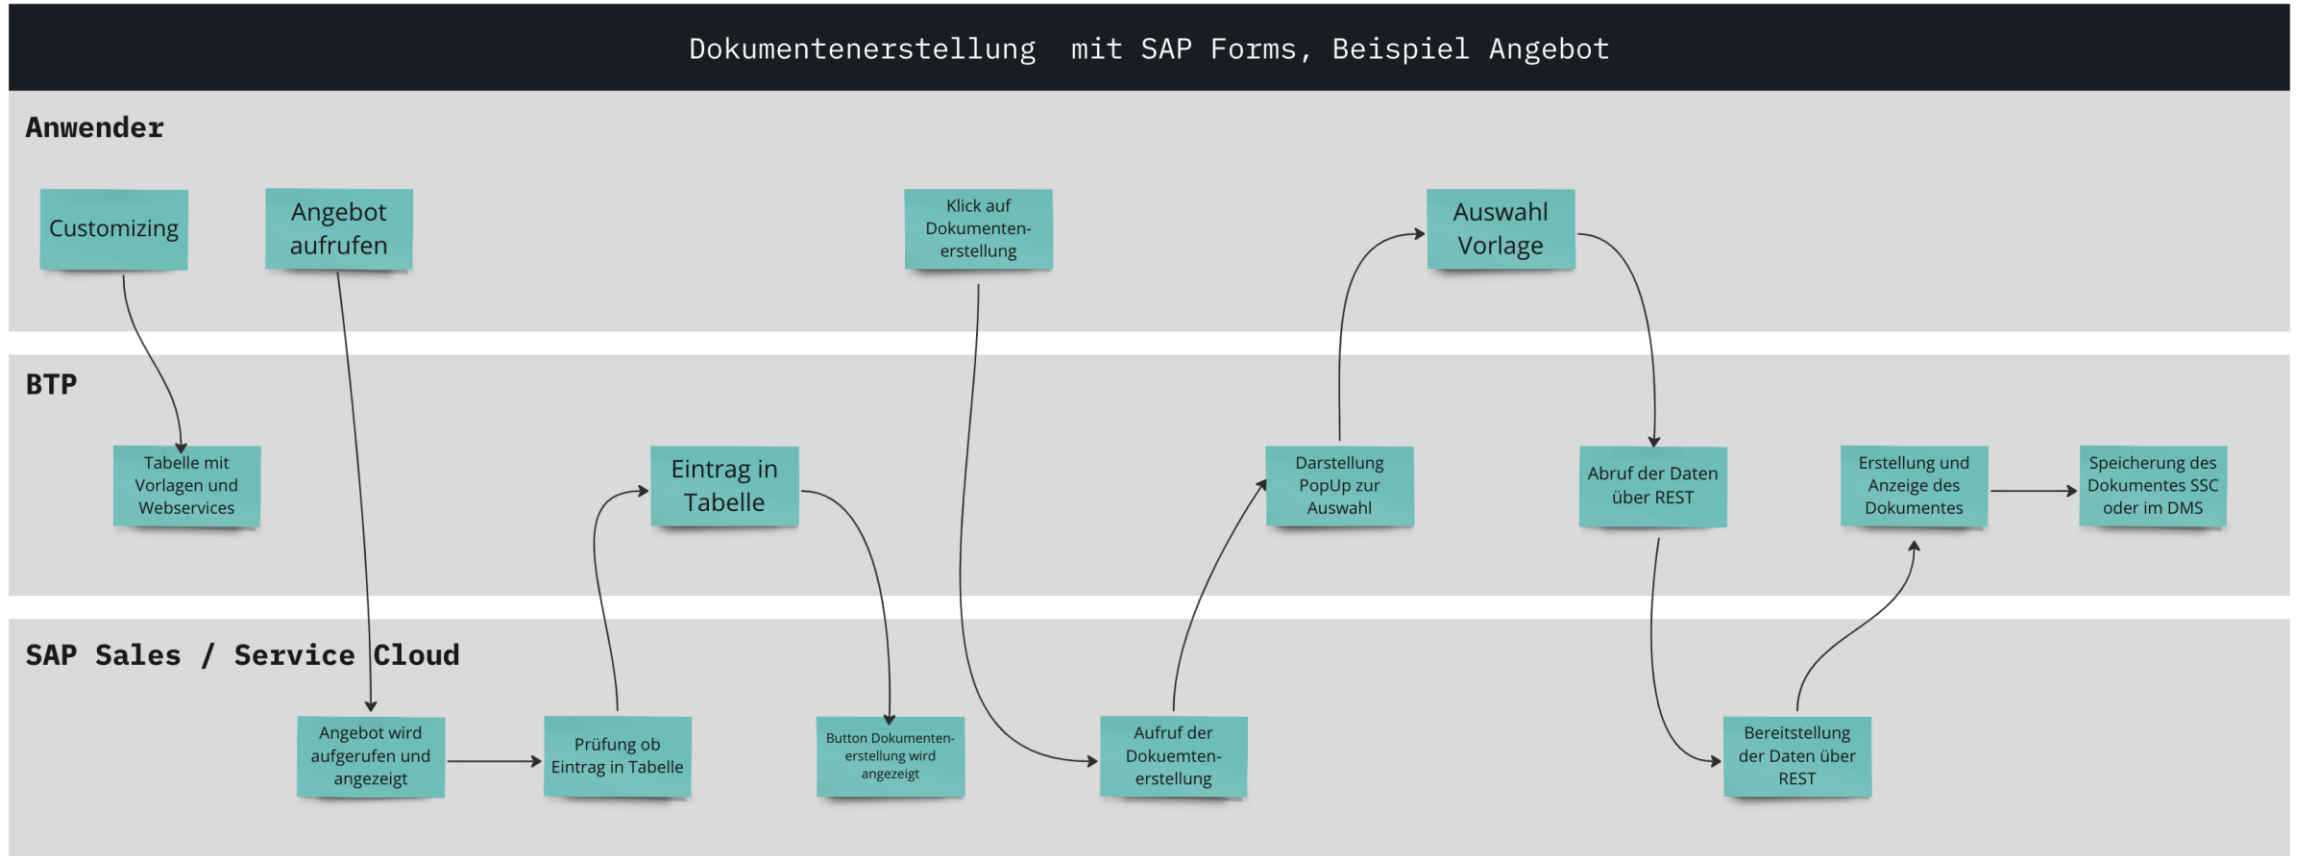 Dokumentenerstellung  mit SAP Forms, Beispiel Angebot
Anwender
Customizing
Angebot
aufrufen
Klick auf
Dokumenten-
erstellung
Auswahl
Vorlage
BTP
Tabelle mit
Vorlagen und
Webservices
Eintrag in
Tabelle
Darstellung
PopUp zur
Auswahl
Abruf der Daten
über REST
Erstellung und
Anzeige des
Dokumentes
Speicherung des
Dokumentes SSC
oder im DMS
SAP Sales / Service Cloud
Angebot wird
aufgerufen und
angezeigt
Prüfung ob
Eintrag in Tabelle
Button Dokumenten-
erstellung wird
angezeigt
Aufruf der
Dokuemten-
erstellung
Bereitstellung
der Daten über
REST